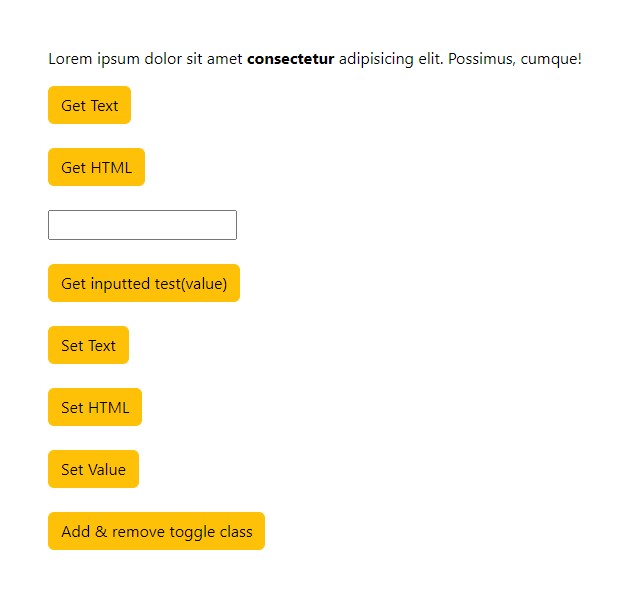 Lorem ipsum dolor sit amet consectetur adipisicing elit. Possimus, cumque!
Get Text
Get HTML
Get inputted test(value)
Set Text
Set HTML
Set Value
Add & remove toggle class